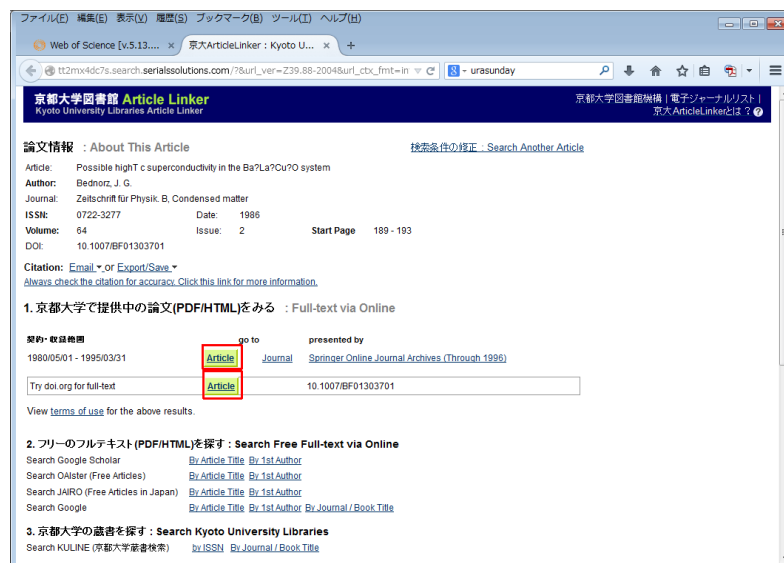 ファイル(F) 編集(E) 表示(V) 履歴(S) ブックマーク(B) ツール(T) ヘルプ(H)
Web of Science [v.5.13.... × 京大ArticleLinker : Kyoto U... × +
tt2mx4dc7s.search.serialssolutions.com/?url_ver=Z39.88-2004&url_ctx_fmt=in 8 - urasunday
京都大学図書館 Article Linker
Kyoto University Libraries Article Linker
京都大学図書館機構 | 電子ジャーナルリスト |
京大ArticleLinkerとは？
論文情報 : About This Article 検索条件の修正 : Search Another Article
Article: Possible highT c superconductivity in the Ba?La?Cu?O system
Author: Bednorz, J. G.
Journal: Zeitschrift für Physik. B, Condensed matter
ISSN: 0722-3277 Date: 1986
Volume: 64 Issue: 2 Start Page 189 - 193
DOI: 10.1007/BF01303701
Citation: Email or Export/Save
Always check the citation for accuracy. Click this link for more information.
1. 京都大学で提供中の論文(PDF/HTML)をみる : Full-text via Online
契約・収録範囲 go to presented by
1980/05/01 - 1995/03/31 Article Journal Springer Online Journal Archives (Through 1996)
Try doi.org for full-text Article 10.1007/BF01303701
View terms of use for the above results.
2. フリーのフルテキスト(PDF/HTML)を探す : Search Free Full-text via Online
Search Google Scholar By Article Title By 1st Author
Search OAIster (Free Articles) By Article Title By 1st Author
Search JAIRO (Free Articles in Japan) By Article Title By 1st Author
Search Google By Article Title By 1st Author By Journal / Book Title
3. 京都大学の蔵書を探す : Search Kyoto University Libraries
Search KULINE (京都大学蔵書検索) by ISSN By Journal / Book Title